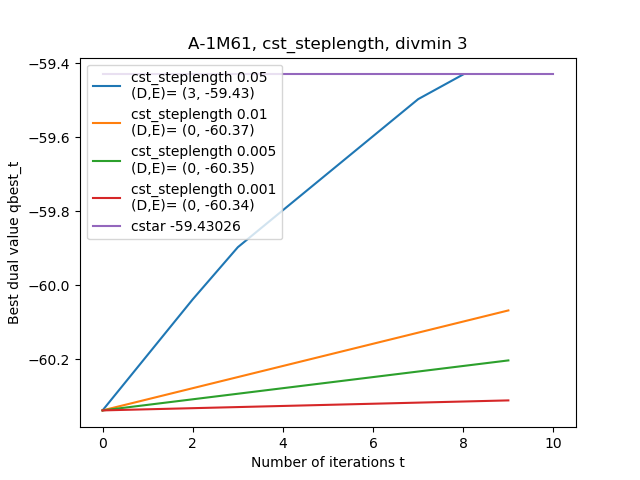 A-1M61, cst_steplength, divmin 3
Best dual value qbest_t
−59.4
−59.6
−59.8
−60.0
−60.2
cst_steplength 0.05
(D,E)= (3, -59.43)
cst_steplength 0.01
(D,E)= (0, -60.37)
cst_steplength 0.005
(D,E)= (0, -60.35)
cst_steplength 0.001
(D,E)= (0, -60.34)
cstar -59.43026
0 2 4 6 8 10
Number of iterations t